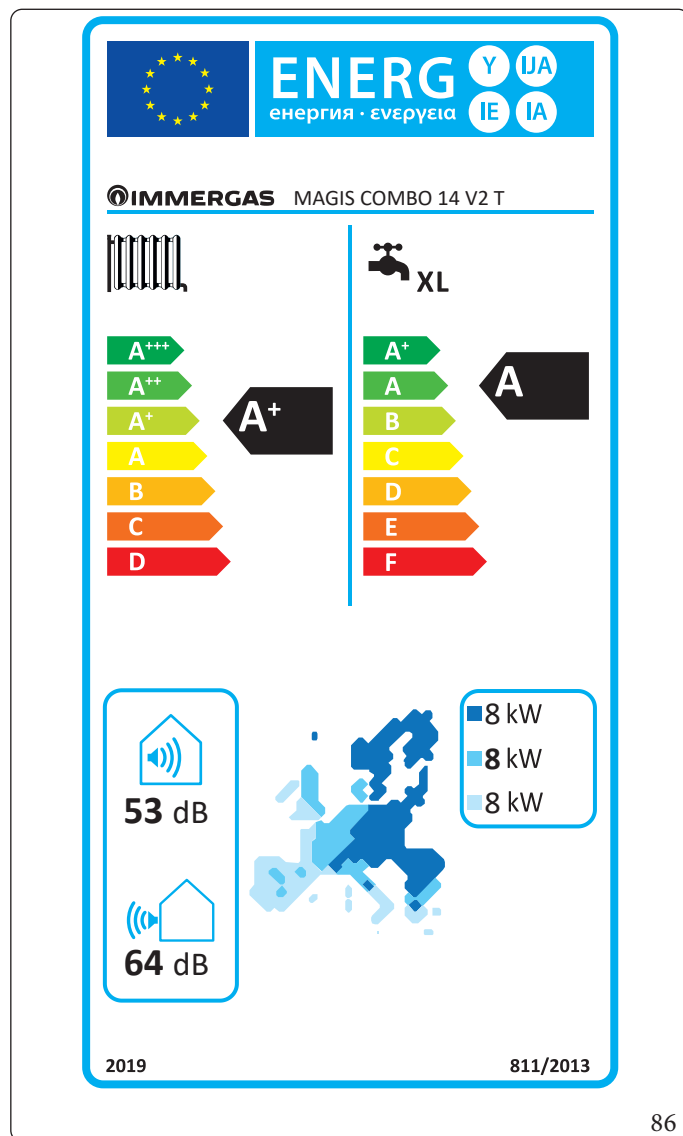 ENERG
енергия · ενεργεια
Y
IJA
IE
IA
IMMERGAS MAGIS COMBO 14 V2 T
XL
A+++
A++
A+
A
B
C
D
A+
A+
A
B
C
D
E
F
A
53 dB
64 dB
8 kW
8 kW
8 kW
2019
811/2013
86